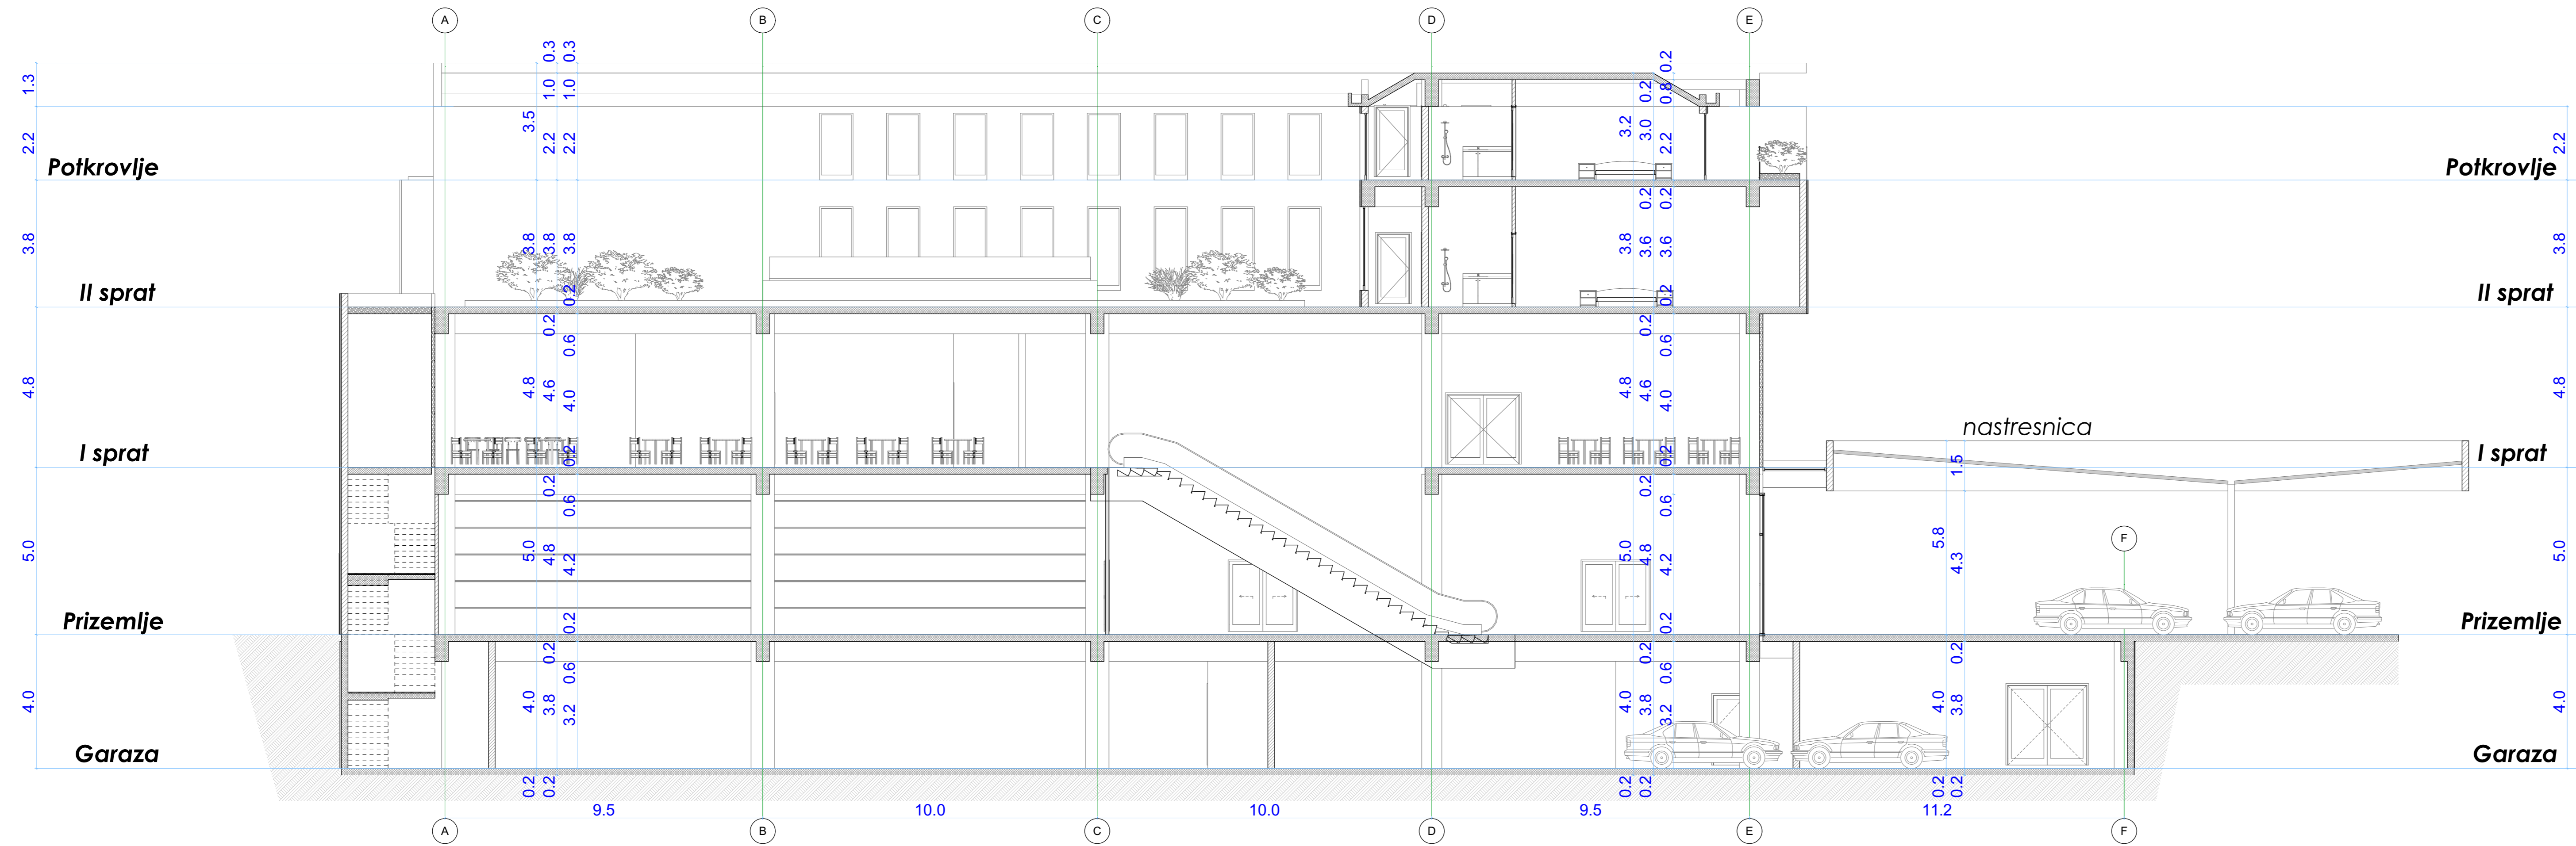 A B C D E
0.3 0.3 0.2
1.3 1.0 1.0 0.2 0.8
3.5 3.2 3.0
2.2 2.2 2.2 2.2 2.2
Potkrovlje Potkrovlje
0.2 0.2
3.8 3.8 3.8 3.8 3.8 3.6 3.6 3.8
II sprat 0.2 0.2 II sprat
0.2 0.2
0.6 0.6
4.8 4.8 4.6 4.0 4.8 4.6 4.0 4.8
nastresnica
I sprat 0.2 0.2 1.5 I sprat
0.2 0.2
0.6 0.6
5.0 5.0 4.8 4.2 5.0 4.8 4.2 5.8 4.3 F 5.0
Prizemlje 0.2 0.2 Prizemlje
0.2 0.2 0.2
0.6 0.6
4.0 4.0 3.8 3.2 4.0 3.8 3.2 4.0 3.8 4.0
Garaza Garaza
0.2 0.2 0.2 0.2 0.2 0.2
9.5 10.0 10.0 9.5 11.2
A B C D E F